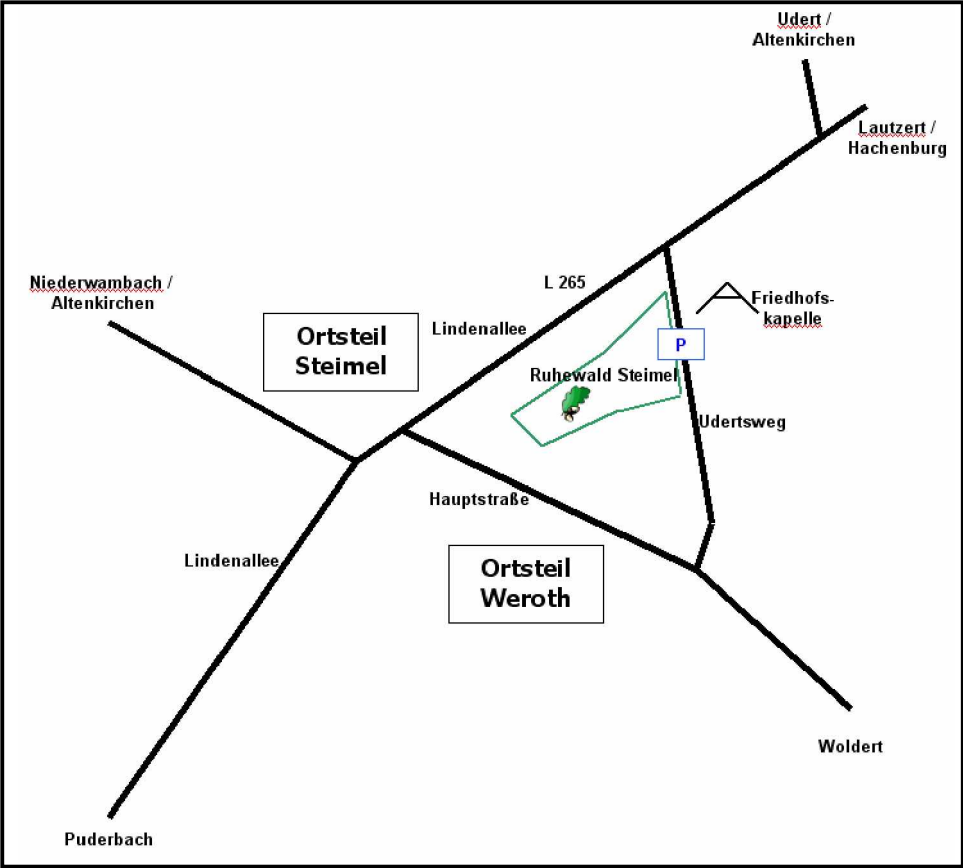 Udert /
Altenkirchen
Lautzert /
Hachenburg
Niederwambach /
Altenkirchen
L 265
Friedhofs-
kapelle
Lindenallee
Ortsteil
Steimel
P
Ruhewald Steimel
Udertsweg
Hauptstraße
Lindenallee
Ortsteil
Weroth
Woldert
Puderbach